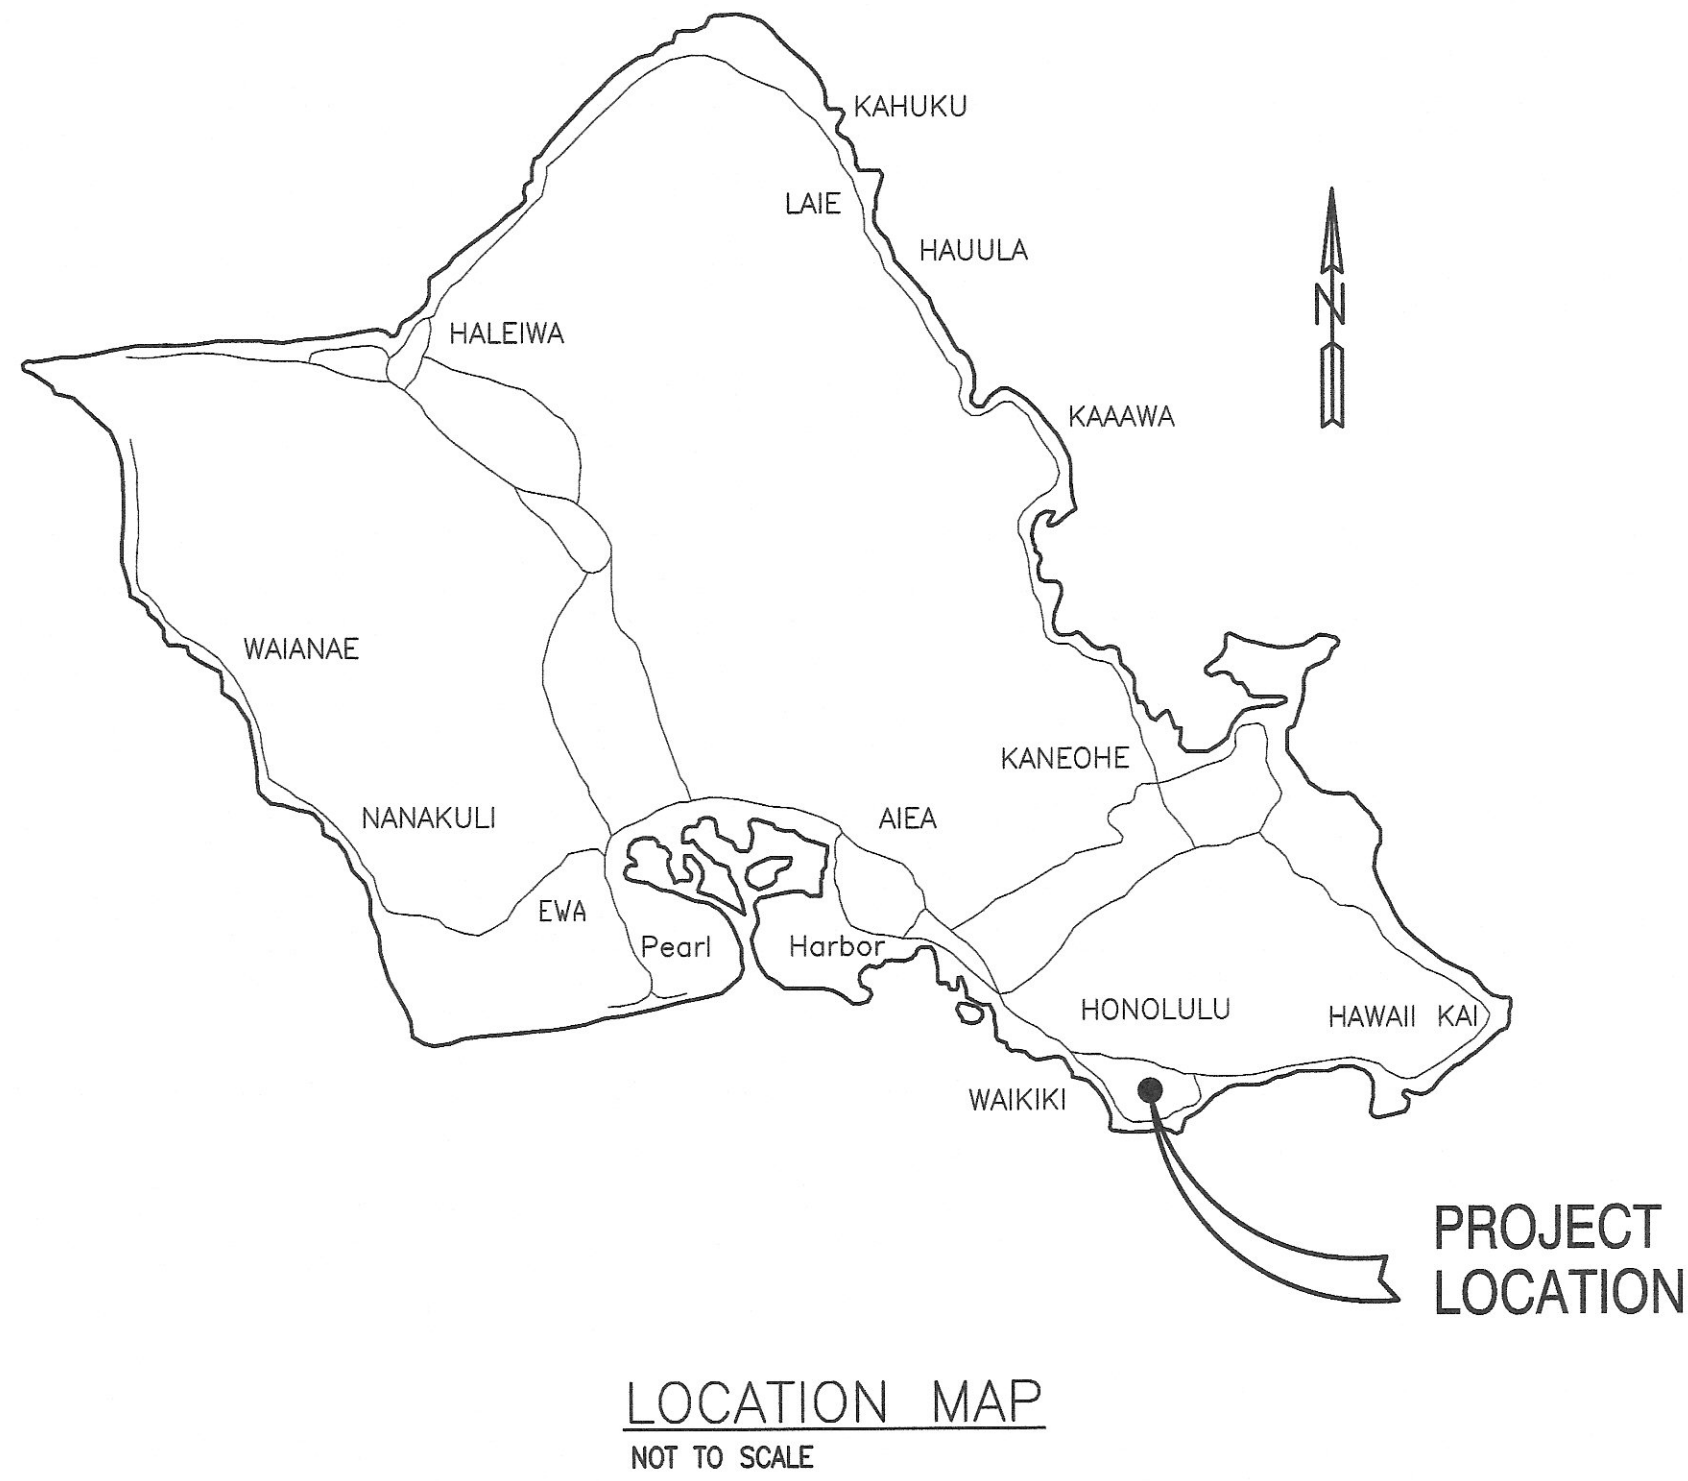 KAHUKU
LAIE
HAUULA
N
HALEIWA
KAAAWA
WAIANAE
KANEOHE
NANAKULI
AIEA
EWA
Pearl Harbor
HONOLULU
HAWAII KAI
WAIKIKI
PROJECT
LOCATION
LOCATION MAP
NOT TO SCALE